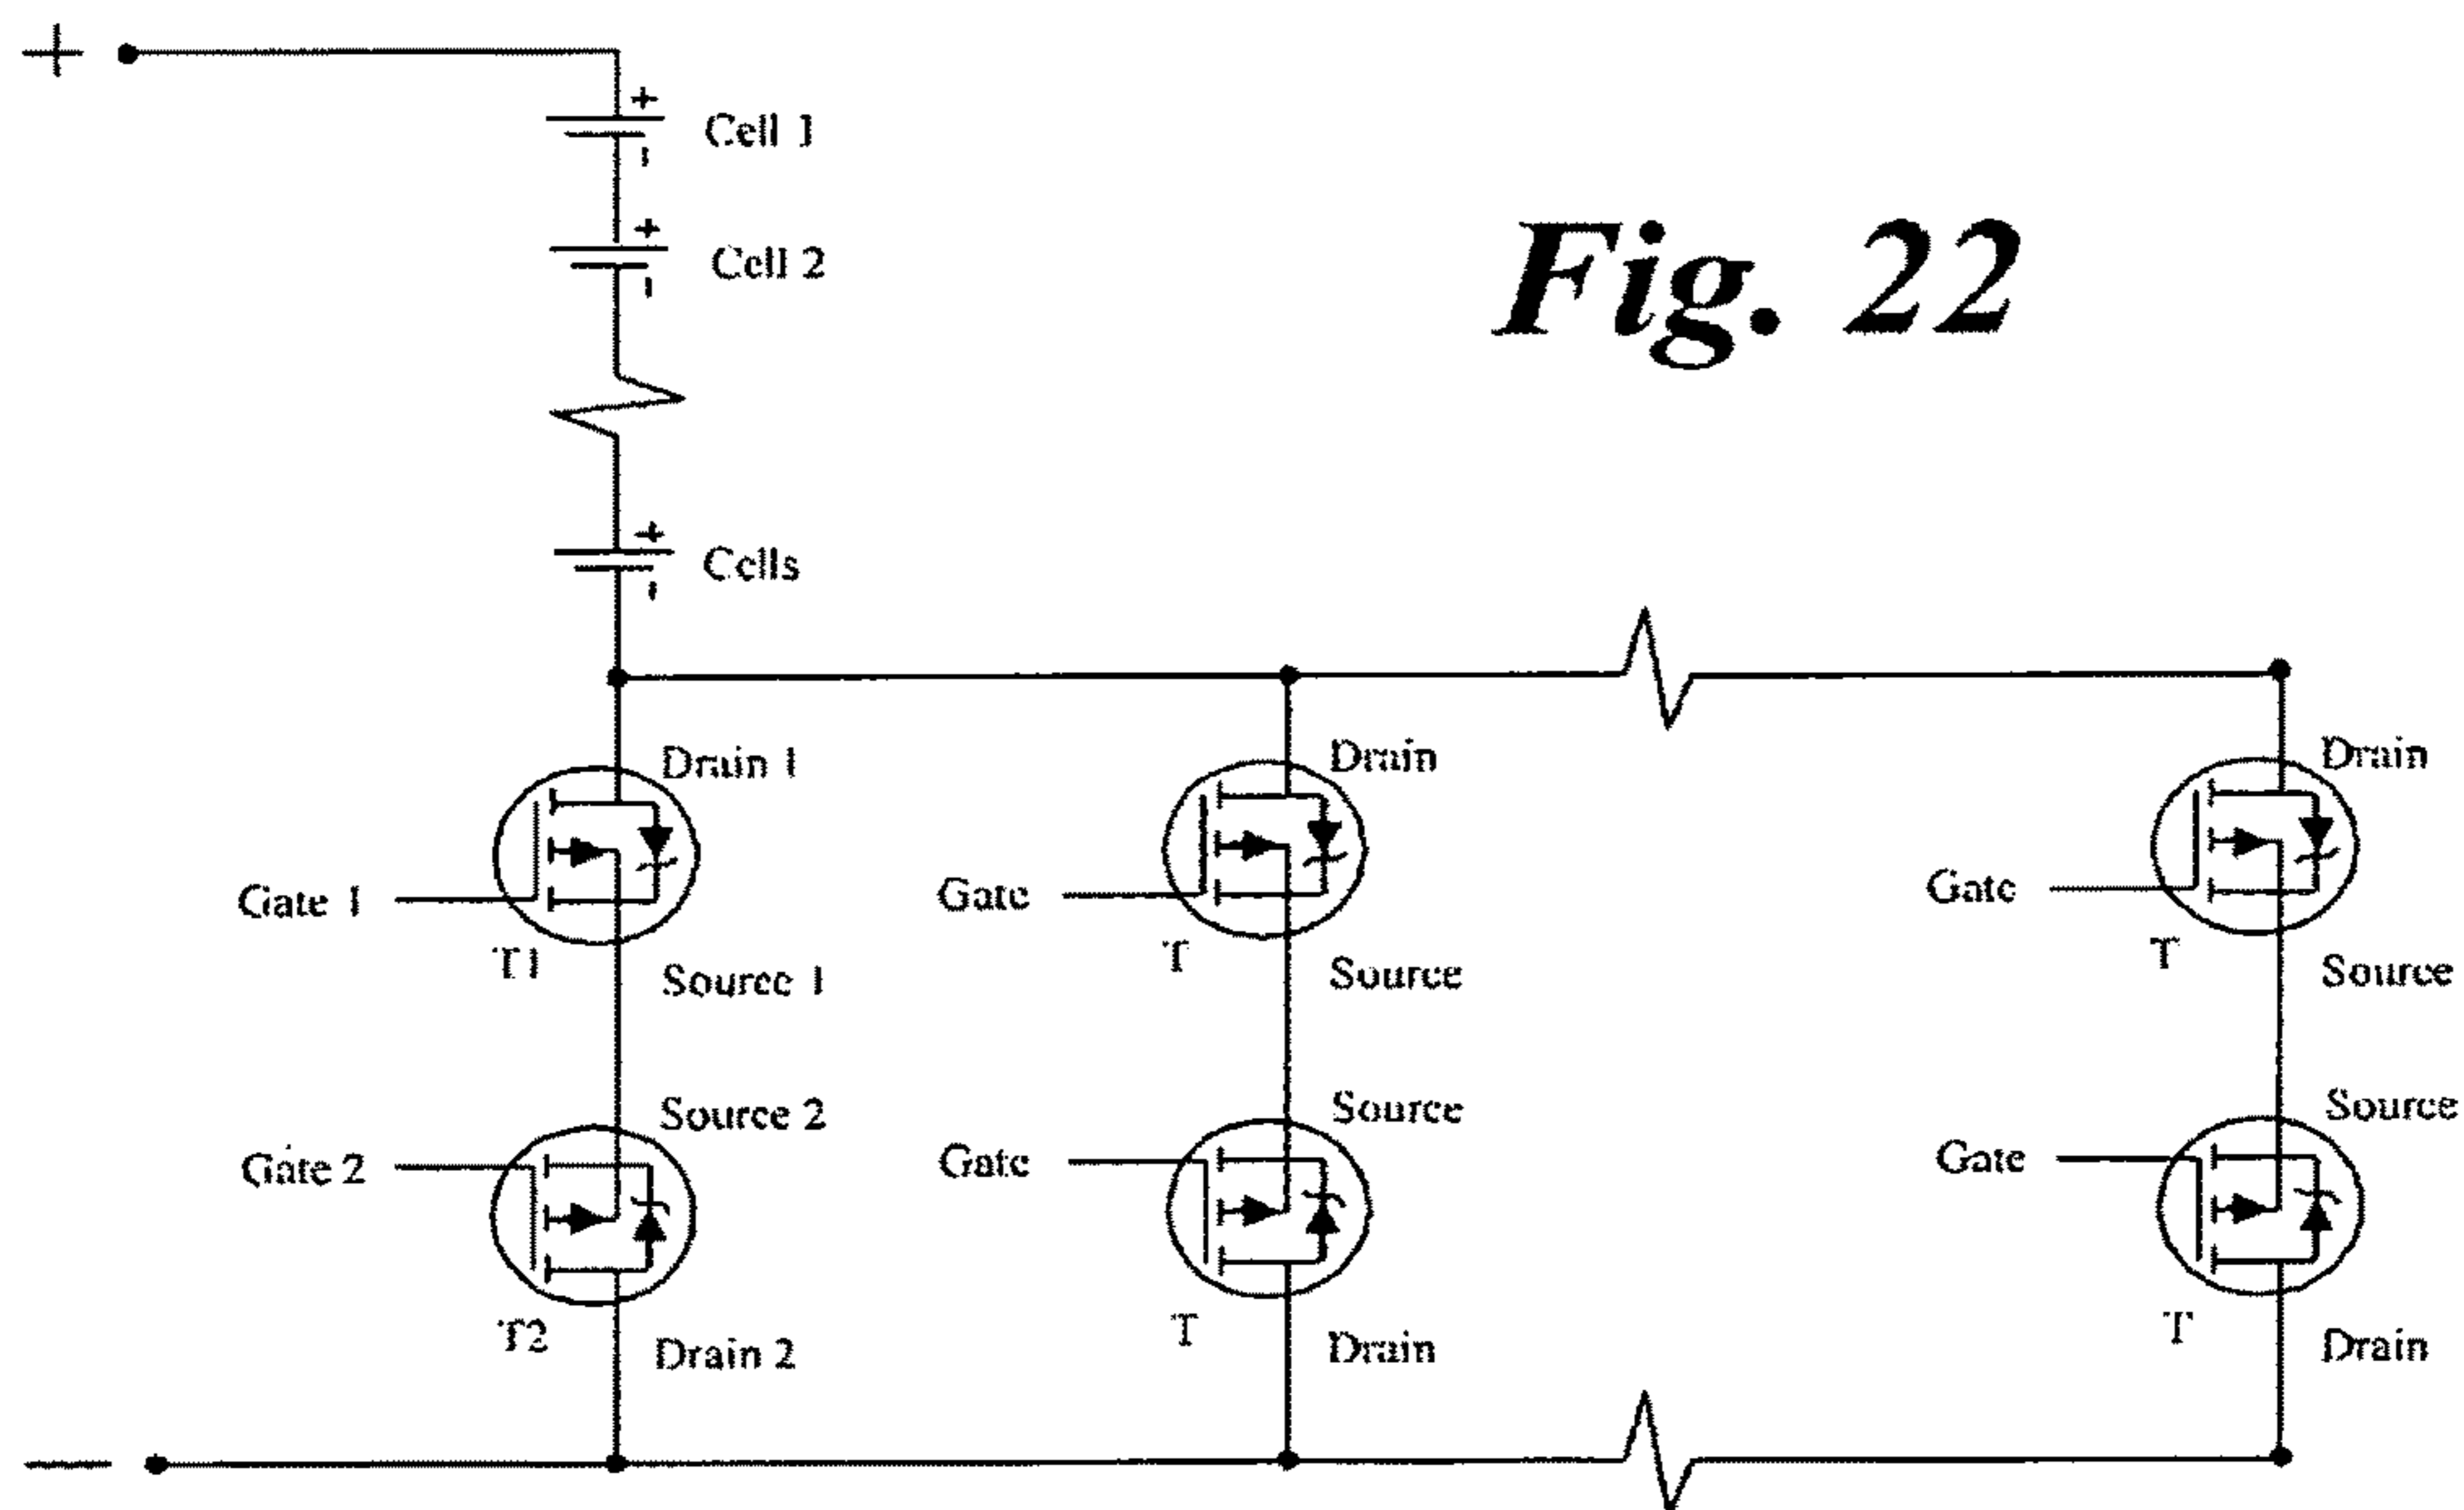 +
+
Cell 1
-
Fig. 22
+
Cell 2
-
+
Cells
-
Drain 1
Drain
Drain
Gate 1
Gate
Gate
T1
T
T
Source 1
Source
Source
Source 2
Source
Source
Gate 2
Gate
Gate
T2
T
T
Drain 2
Drain
Drain
—